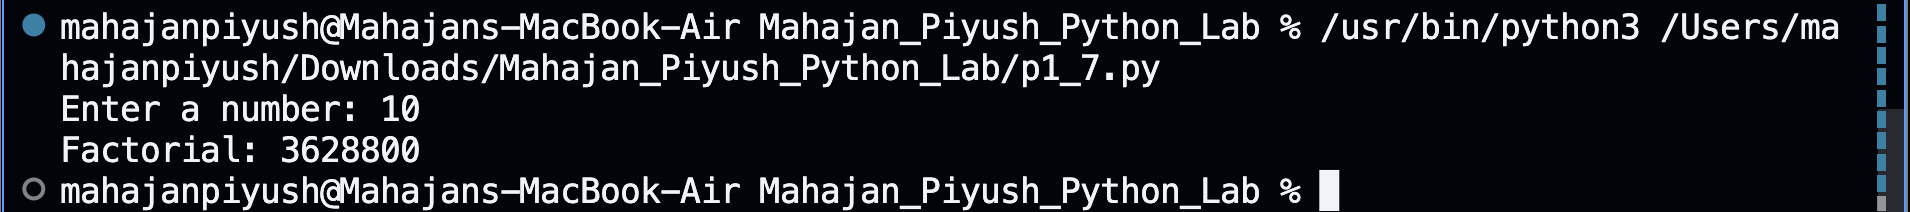 mahajanpiyush@Mahajans-MacBook-Air Mahajan_Piyush_Python_Lab % /usr/bin/python3 /Users/ma
hajanpiyush/Downloads/Mahajan_Piyush_Python_Lab/p1_7.py
Enter a number: 10
Factorial: 3628800
mahajanpiyush@Mahajans-MacBook-Air Mahajan_Piyush_Python_Lab %